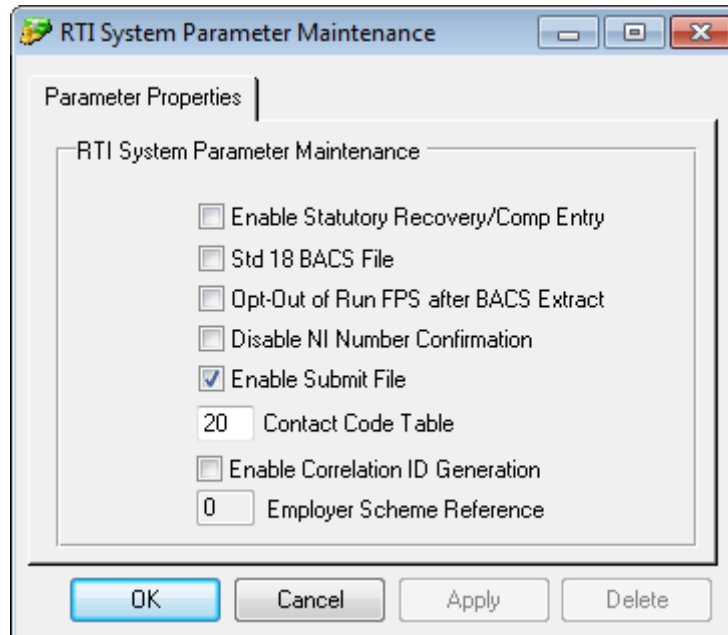 RTI System Parameter Maintenance
Parameter Properties
RTI System Parameter Maintenance
Enable Statutory Recovery/Comp Entry
Std 18 BACS File
Opt-Out of Run FPS after BACS Extract
Disable NI Number Confirmation
Enable Submit File
20 Contact Code Table
Enable Correlation ID Generation
0 Employer Scheme Reference
OK Cancel Apply Delete